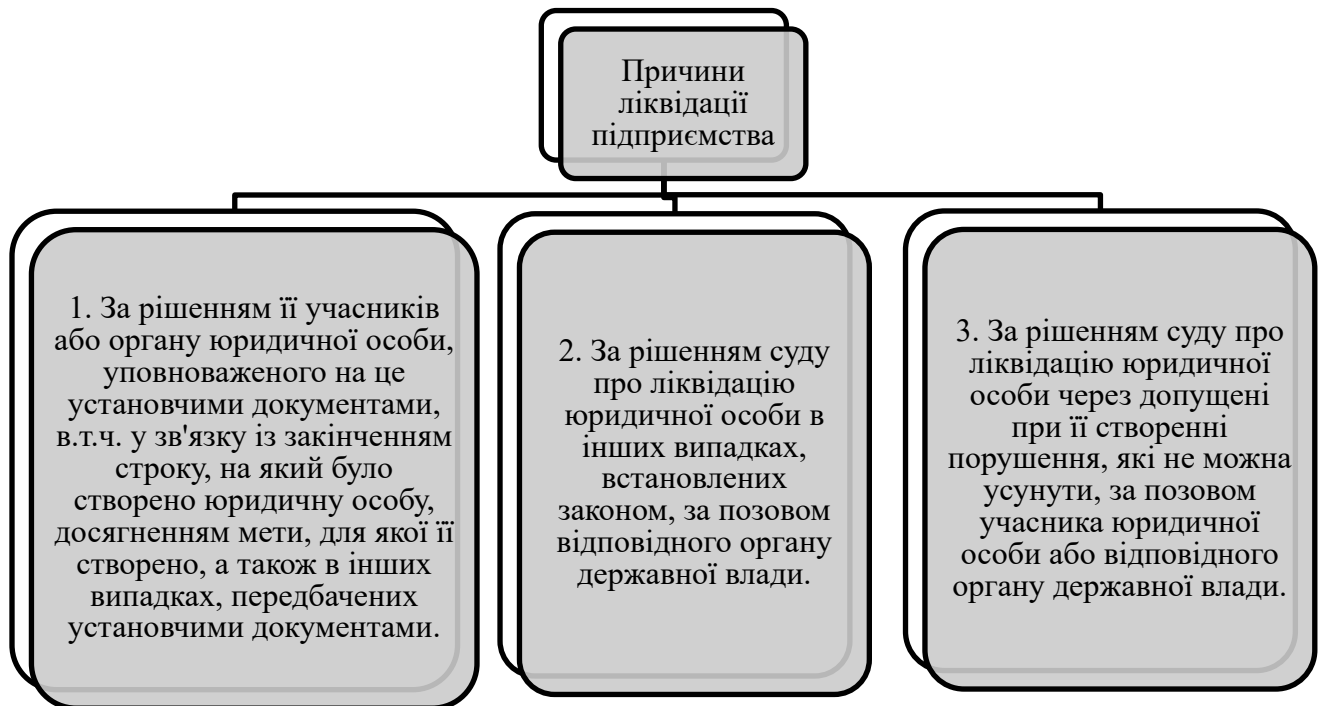 Причини
ліквідації
підприємства
1. За рішенням її учасників
або органу юридичної особи,
уповноваженого на це
установчими документами,
в.т.ч. у зв'язку із закінченням
строку, на який було
створено юридичну особу,
досягненням мети, для якої її
створено, а також в інших
випадках, передбачених
установчими документами.
2. За рішенням суду
про ліквідацію
юридичної особи в
інших випадках,
встановлених
законом, за позовом
відповідного органу
державної влади.
3. За рішенням суду про
ліквідацію юридичної
особи через допущені
при її створенні
порушення, які не можна
усунути, за позовом
учасника юридичної
особи або відповідного
органу державної влади.